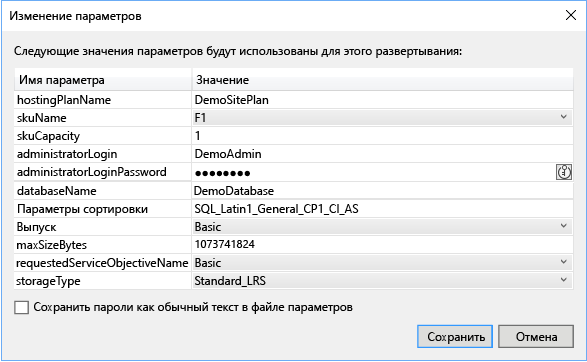 Изменение параметров
Следующие значения параметров будут использованы для этого развертывания:
Имя параметра Значение
hostingPlanName DemoSitePlan
skuName F1
skuCapacity 1
administratorLogin DemoAdmin
administratorLoginPassword ●●●●●●●●
databaseName DemoDatabase
Параметры сортировки SQL_Latin1_General_CP1_CI_AS
Выпуск Basic
maxSizeBytes 1073741824
requestedServiceObjectiveName Basic
storageType Standard_LRS
Сохранить пароли как обычный текст в файле параметров
Сохранить Отмена